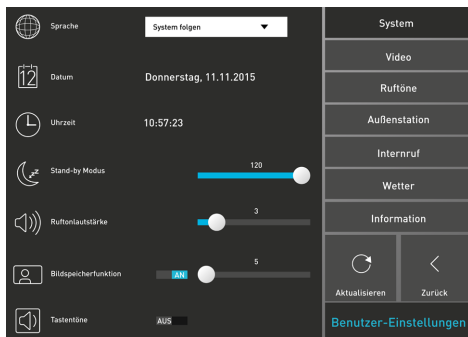 Sprache
System folgen
12
Datum
Donnerstag, 11.11.2015
Uhrzeit
10:57:23
zzz
Stand-by Modus
120
Ruftonlautstärke
3
Bildspeicherfunktion
AN
5
Tastentöne
AUS
System
Video
Ruftöne
Außenstation
Internruf
Wetter
Information
Aktualisieren
Zurück
Benutzer-Einstellungen